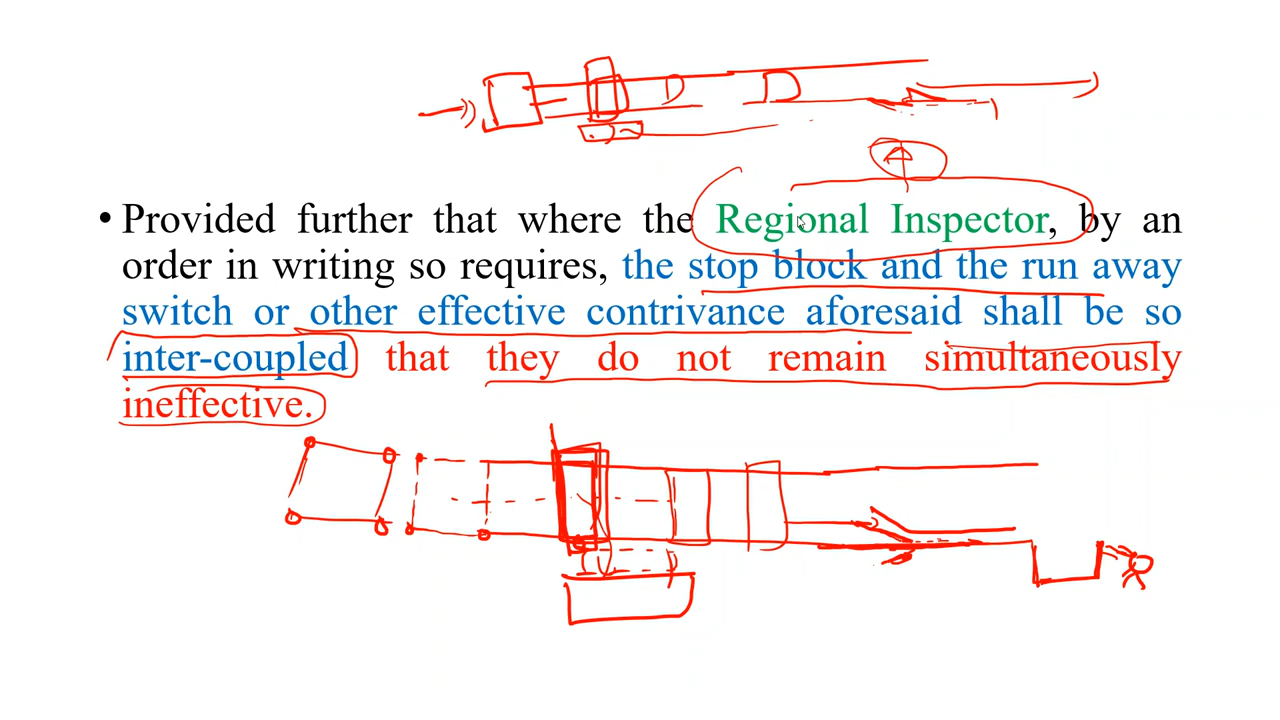 • Provided further that where the Regional Inspector, by an
order in writing so requires, the stop block and the run away
switch or other effective contrivance aforesaid shall be so
inter-coupled that they do not remain simultaneously
ineffective.